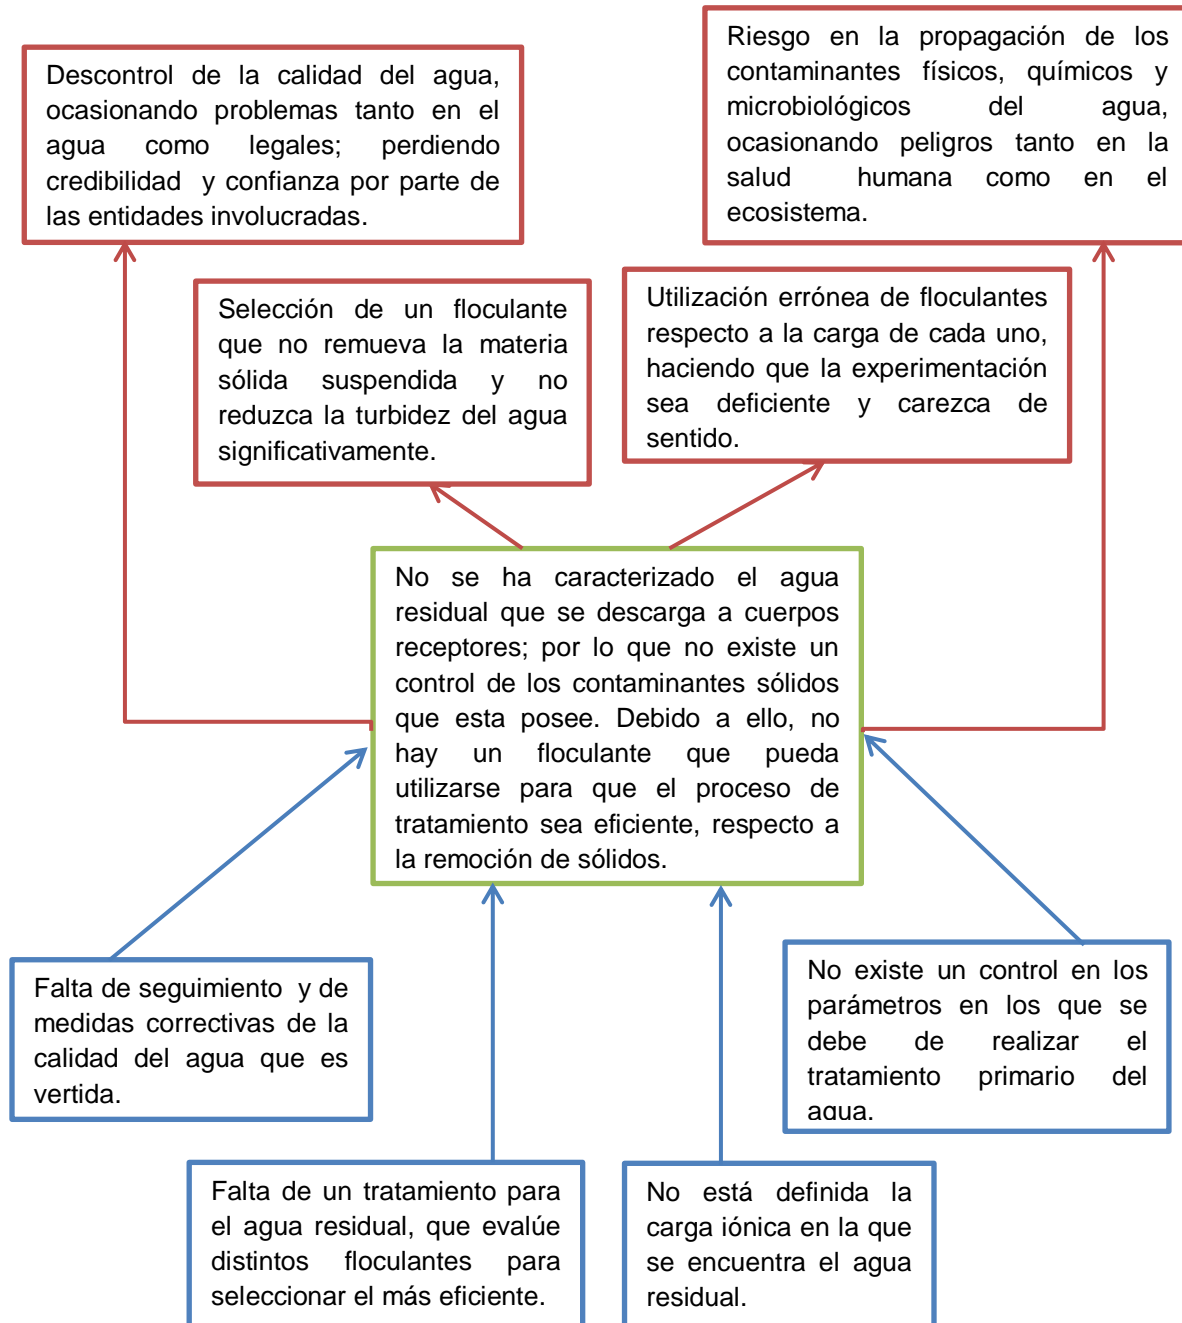 Descontrol de la calidad del agua,
ocasionando problemas tanto en el
agua como legales; perdiendo
credibilidad y confianza por parte de
las entidades involucradas.
Riesgo en la propagación de los
contaminantes físicos, químicos y
microbiológicos del agua,
ocasionando peligros tanto en la
salud humana como en el
ecosistema.
Selección de un floculante
que no remueva la materia
sólida suspendida y no
reduzca la turbidez del agua
significativamente.
Utilización errónea de floculantes
respecto a la carga de cada uno,
haciendo que la experimentación
sea deficiente y carezca de
sentido.
No se ha caracterizado el agua
residual que se descarga a cuerpos
receptores; por lo que no existe un
control de los contaminantes sólidos
que esta posee. Debido a ello, no
hay un floculante que pueda
utilizarse para que el proceso de
tratamiento sea eficiente, respecto a
la remoción de sólidos.
Falta de seguimiento y de
medidas correctivas de la
calidad del agua que es
vertida.
No existe un control en los
parámetros en los que se
debe de realizar el
tratamiento primario del
agua.
Falta de un tratamiento para
el agua residual, que evalúe
distintos floculantes para
seleccionar el más eficiente.
No está definida la
carga iónica en la que
se encuentra el agua
residual.